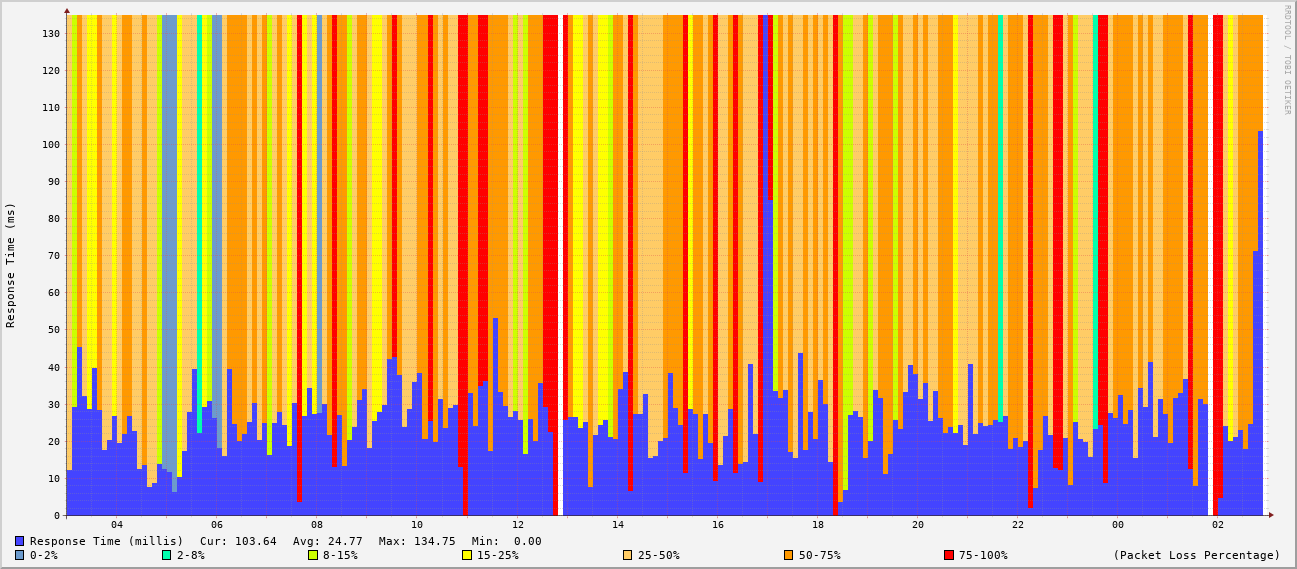 RRDTOOL / TOBI OETIKER
Response Time (ms)
130
120
110
100
90
80
70
60
50
40
30
20
10
0
04 06 08 10 12 14 16 18 20 22 00 02
Response Time (millis) Cur: 103.64 Avg: 24.77 Max: 134.75 Min: 0.00
0-2% 2-8% 8-15% 15-25% 25-50% 50-75% 75-100% (Packet Loss Percentage)